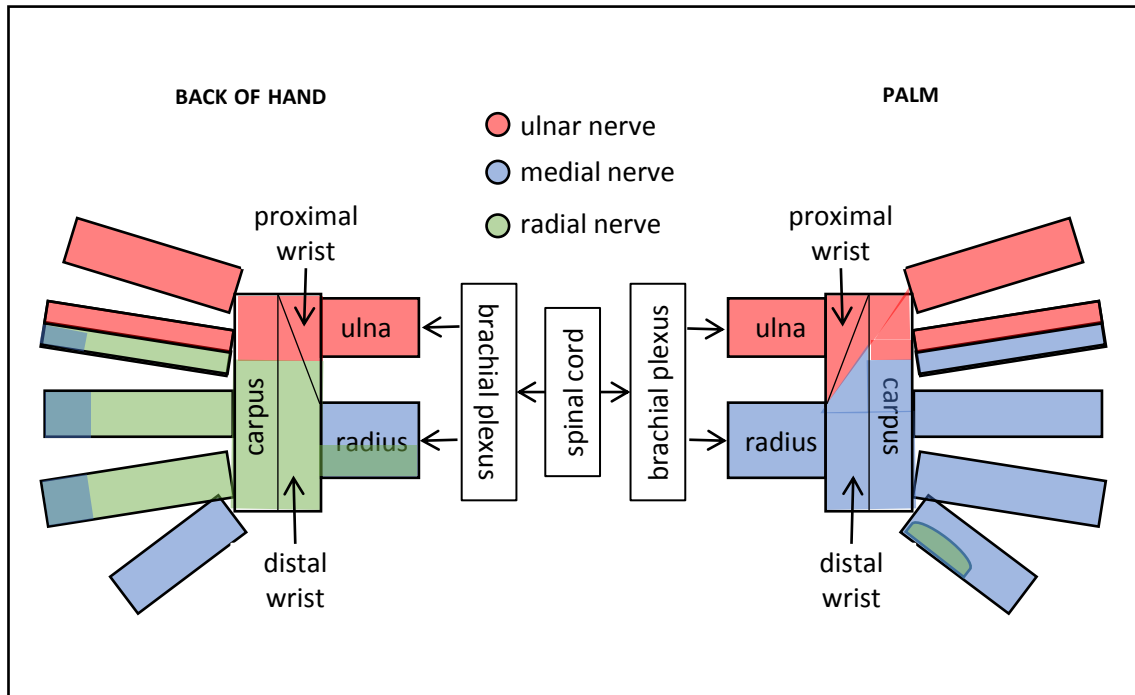 BACK OF HAND
PALM
ulnar nerve
medial nerve
radial nerve
proximal
wrist
proximal
wrist
ulna
radius
carpus
brachial plexus
spinal cord
brachial plexus
ulna
radius
carpus
distal
wrist
distal
wrist